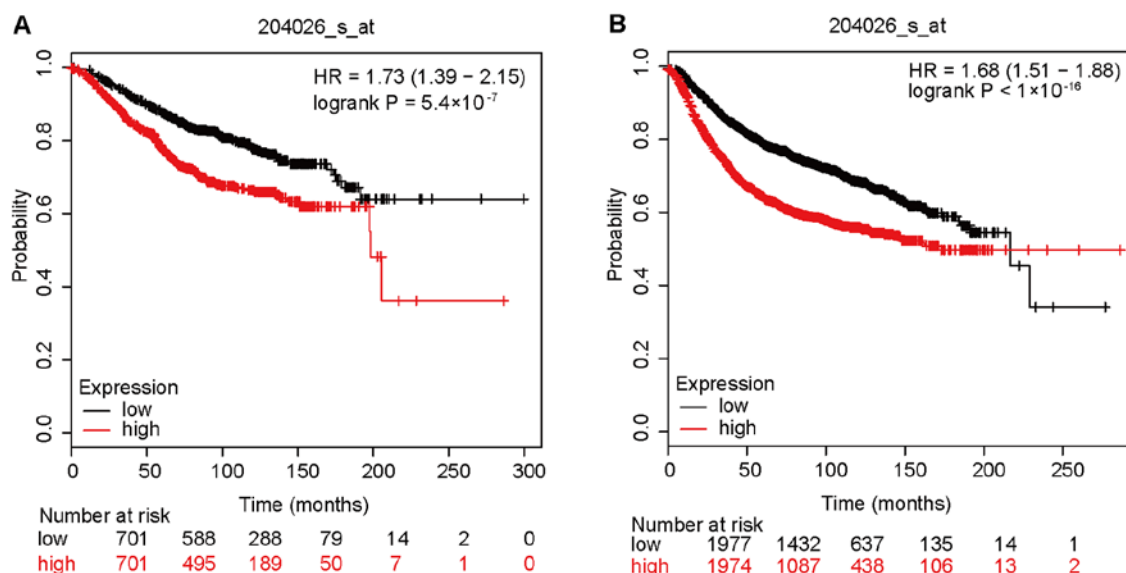 A
204026_s_at
HR = 1.73 (1.39 − 2.15)
logrank P = 5.4×10⁻⁷
Probability
1.0
0.8
0.6
0.4
0.2
0.0
Expression
low
high
0 50 100 150 200 250 300
Time (months)
Number at risk
low 701 588 288 79 14 2 0
high 701 495 189 50 7 1 0
B
204026_s_at
HR = 1.68 (1.51 − 1.88)
logrank P < 1×10⁻¹⁶
Probability
1.0
0.8
0.6
0.4
0.2
0.0
Expression
low
high
0 50 100 150 200 250
Time (months)
Number at risk
low 1977 1432 637 135 14 1
high 1974 1087 438 106 13 2